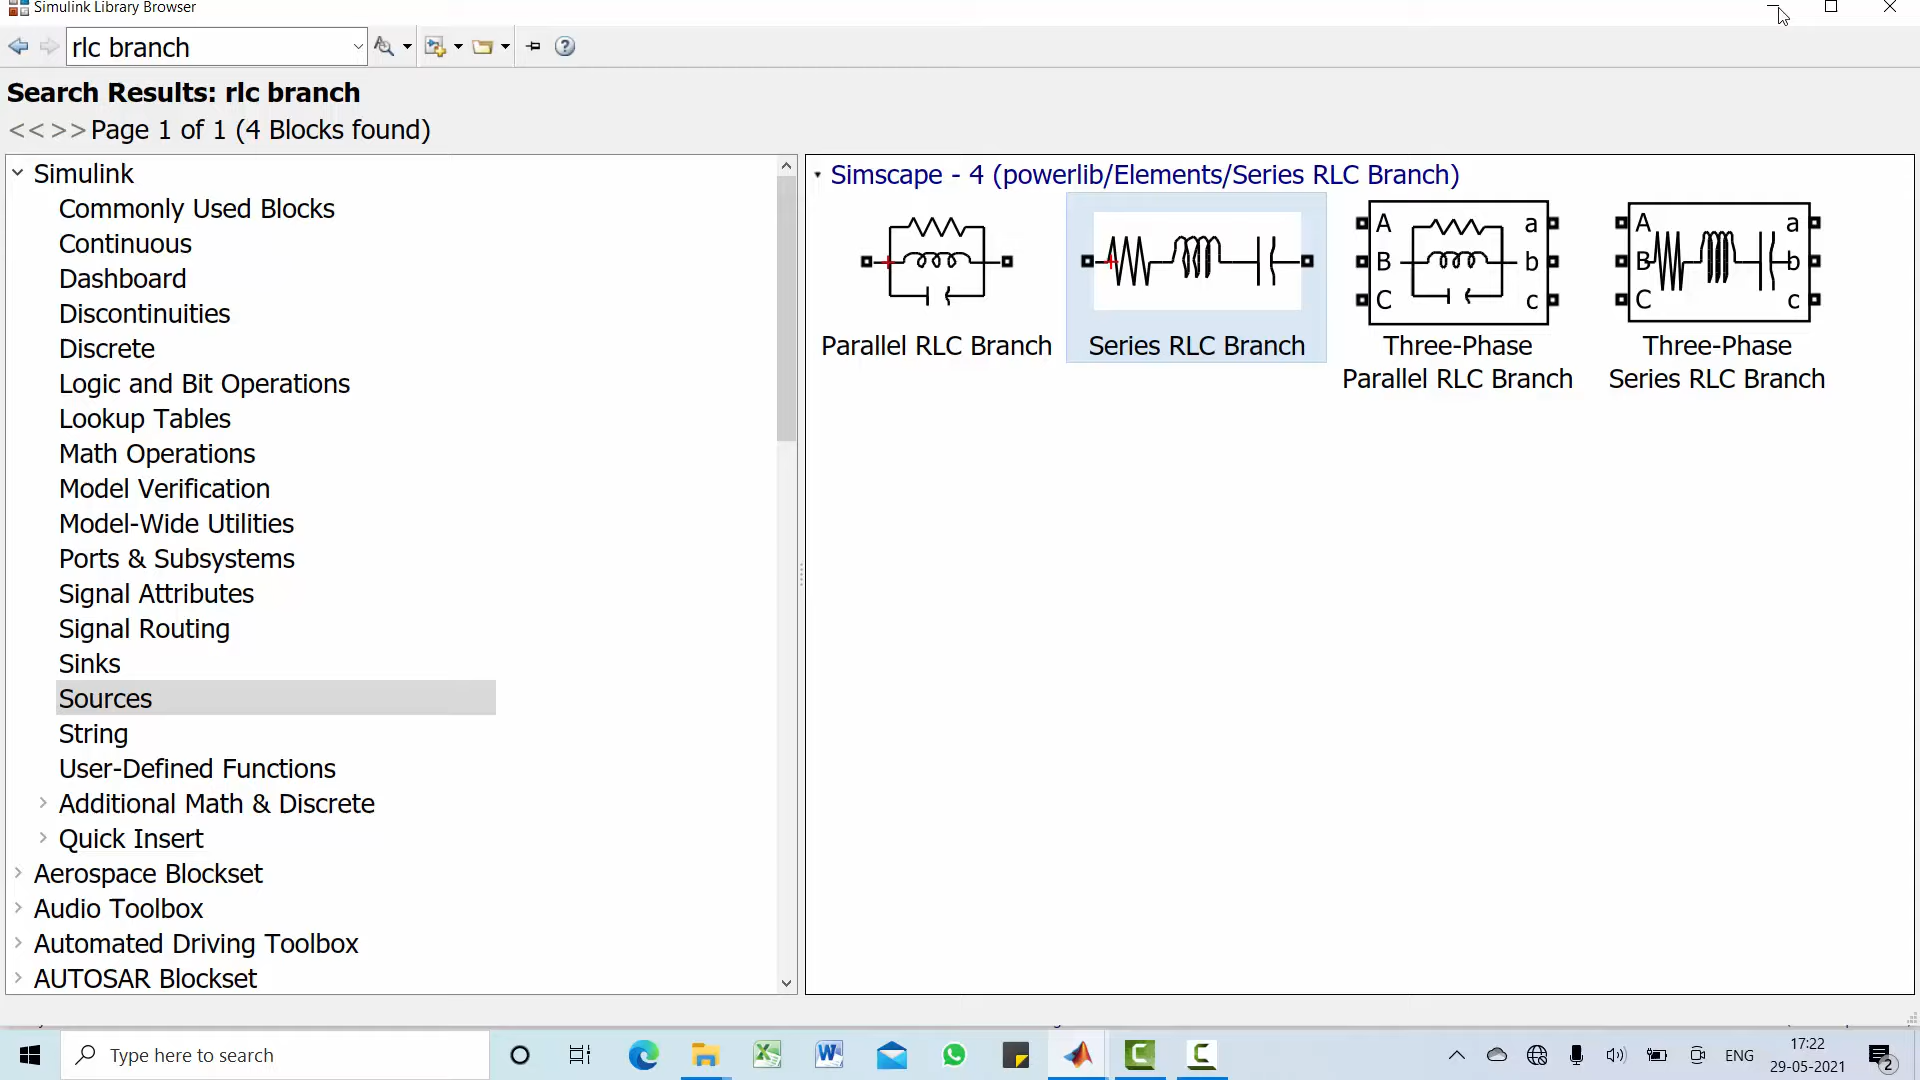 Simulink Library Browser
rlc branch
Search Results: rlc branch
<< >> Page 1 of 1 (4 Blocks found)
Simulink
Commonly Used Blocks
Continuous
Dashboard
Discontinuities
Discrete
Logic and Bit Operations
Lookup Tables
Math Operations
Model Verification
Model-Wide Utilities
Ports & Subsystems
Signal Attributes
Signal Routing
Sinks
Sources
String
User-Defined Functions
Additional Math & Discrete
Quick Insert
Aerospace Blockset
Audio Toolbox
Automated Driving Toolbox
AUTOSAR Blockset
Simscape - 4 (powerlib/Elements/Series RLC Branch)
A a
B b
C c
A a
B b
C c
Parallel RLC Branch
Series RLC Branch
Three-Phase
Parallel RLC Branch
Three-Phase
Series RLC Branch
Type here to search
ENG
17:22
29-05-2021
2